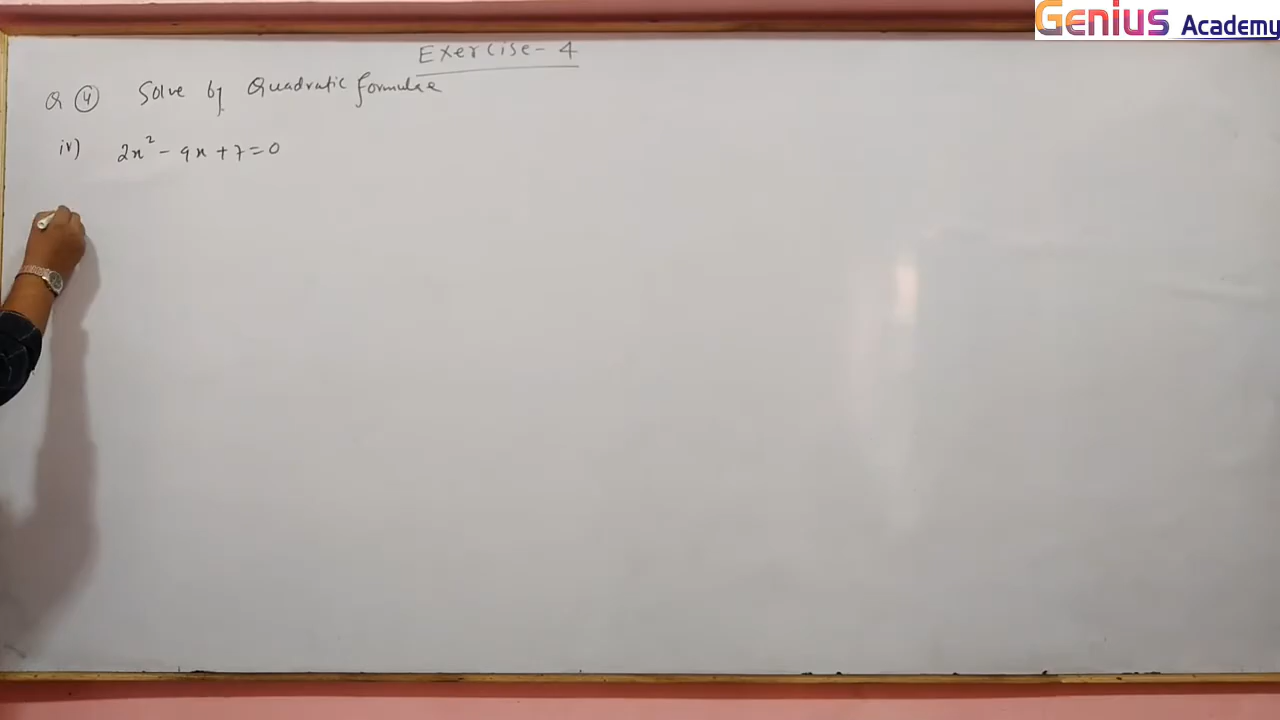 Genius Academy
Exercise - 4
Q 4 Solve by Quadratic formulae
iv) 2x² - 9x + 7 = 0